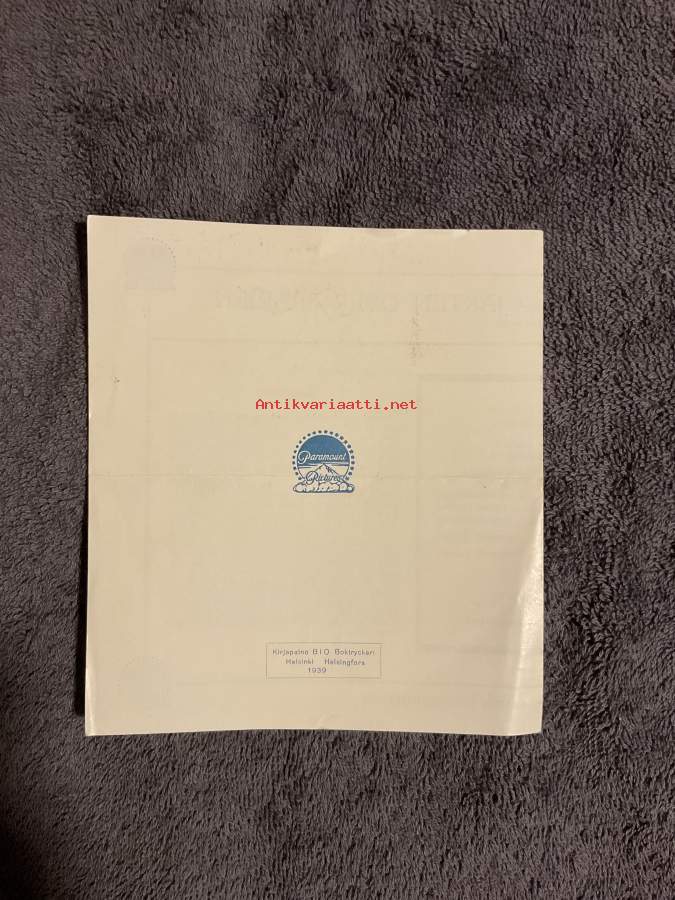 Antikvariaatti.net
Paramount
Pictures
Kirjapaino BIO Boktryckeri
Helsinki Helsingfors
1939